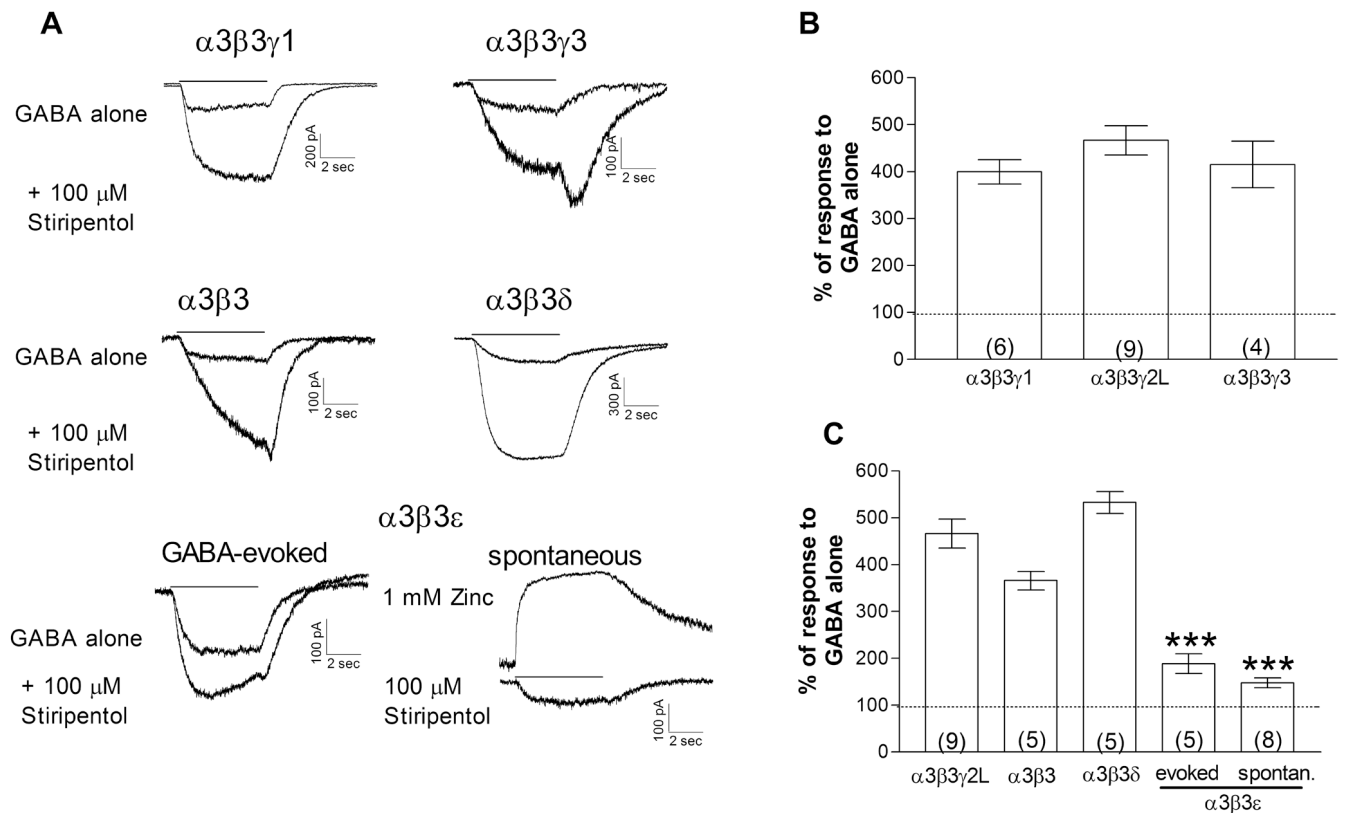 A
α3β3γ1
α3β3γ3
GABA alone
+ 100 μM
Stiripentol
200 pA
2 sec
100 pA
2 sec
α3β3
α3β3δ
GABA alone
+ 100 μM
Stiripentol
100 pA
2 sec
300 pA
2 sec
α3β3ε
GABA-evoked
spontaneous
1 mM Zinc
GABA alone
+ 100 μM
Stiripentol
100 μM
Stiripentol
100 pA
2 sec
100 pA
2 sec
B
% of response to
GABA alone
600
500
400
300
200
100
0
(6)
(9)
(4)
α3β3γ1
α3β3γ2L
α3β3γ3
C
% of response to
GABA alone
600
500
400
300
200
100
0
***
***
(9)
(5)
(5)
(5)
(8)
α3β3γ2L
α3β3
α3β3δ
evoked
spontan.
α3β3ε